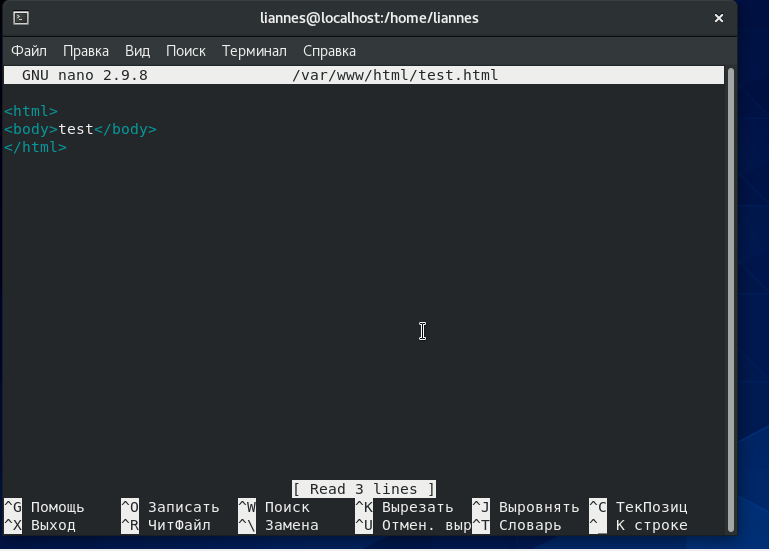 liannes@localhost:/home/liannes
Файл Правка Вид Поиск Терминал Справка
GNU nano 2.9.8 /var/www/html/test.html
<html>
<body>test</body>
</html>
[ Read 3 lines ]
^G Помощь ^O Записать ^W Поиск ^K Вырезать ^J Выровнять ^C ТекПозиц
^X Выход ^R ЧитФайл ^\ Замена ^U Отмен. выр^T Словарь ^_ К строке